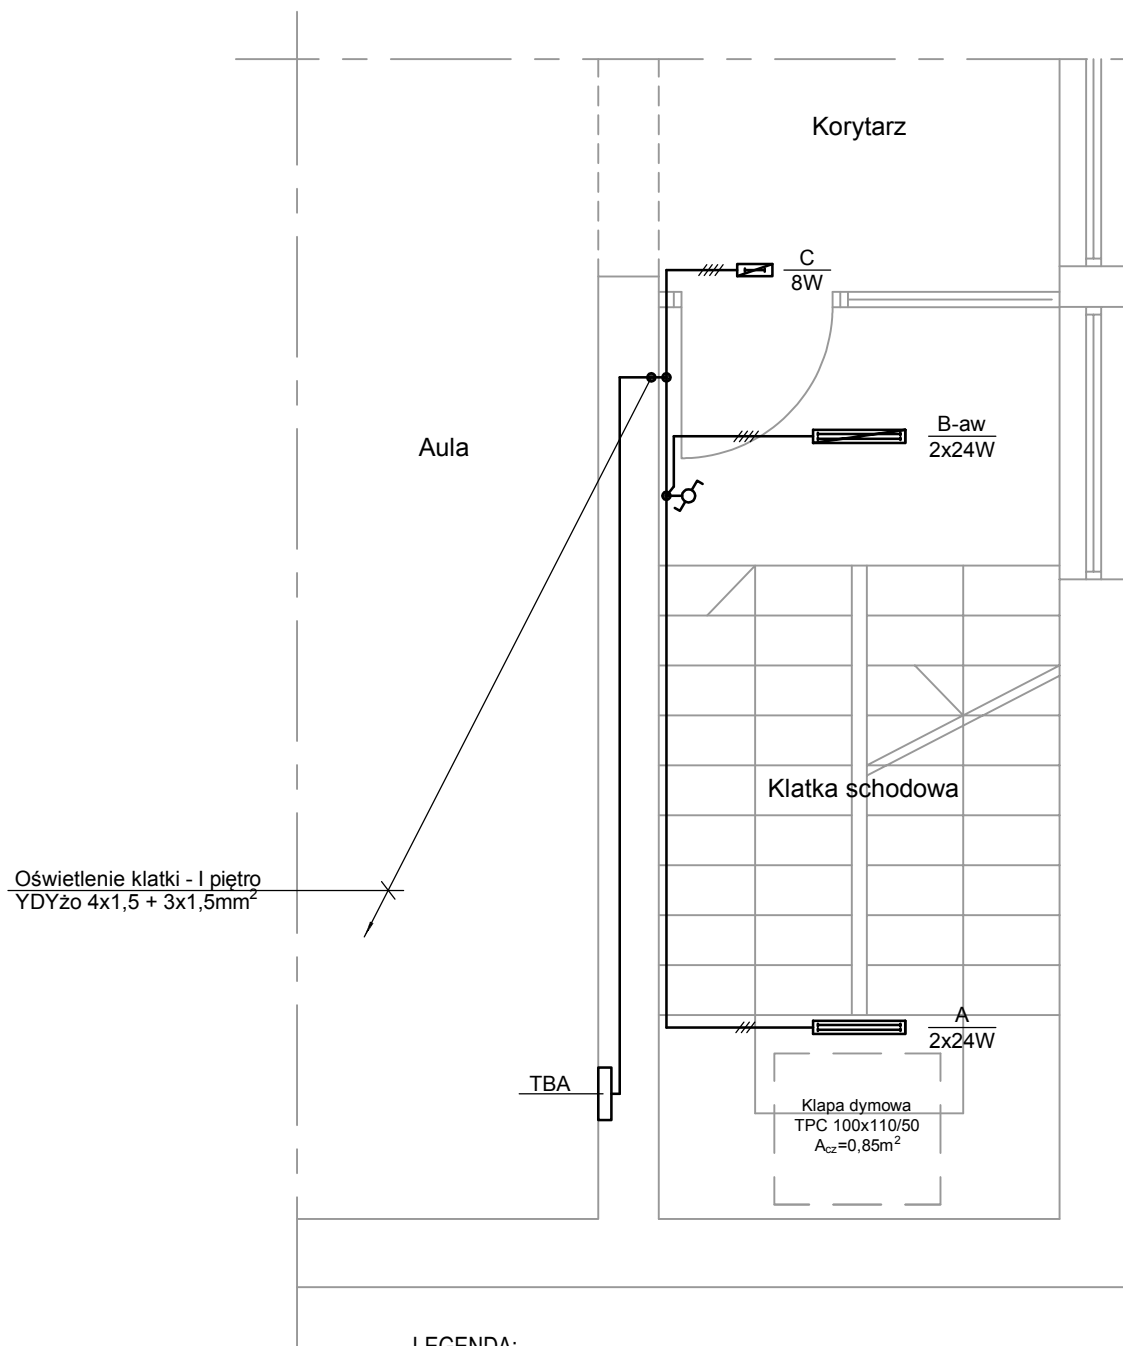 Korytarz
C
8W
Aula
B-aw
2x24W
Klatka schodowa
Oświetlenie klatki - I piętro
YDYżo 4x1,5 + 3x1,5mm²
A
2x24W
TBA
Klapa dymowa
TPC 100x110/50
Acz=0,85m²
LEGENDA: